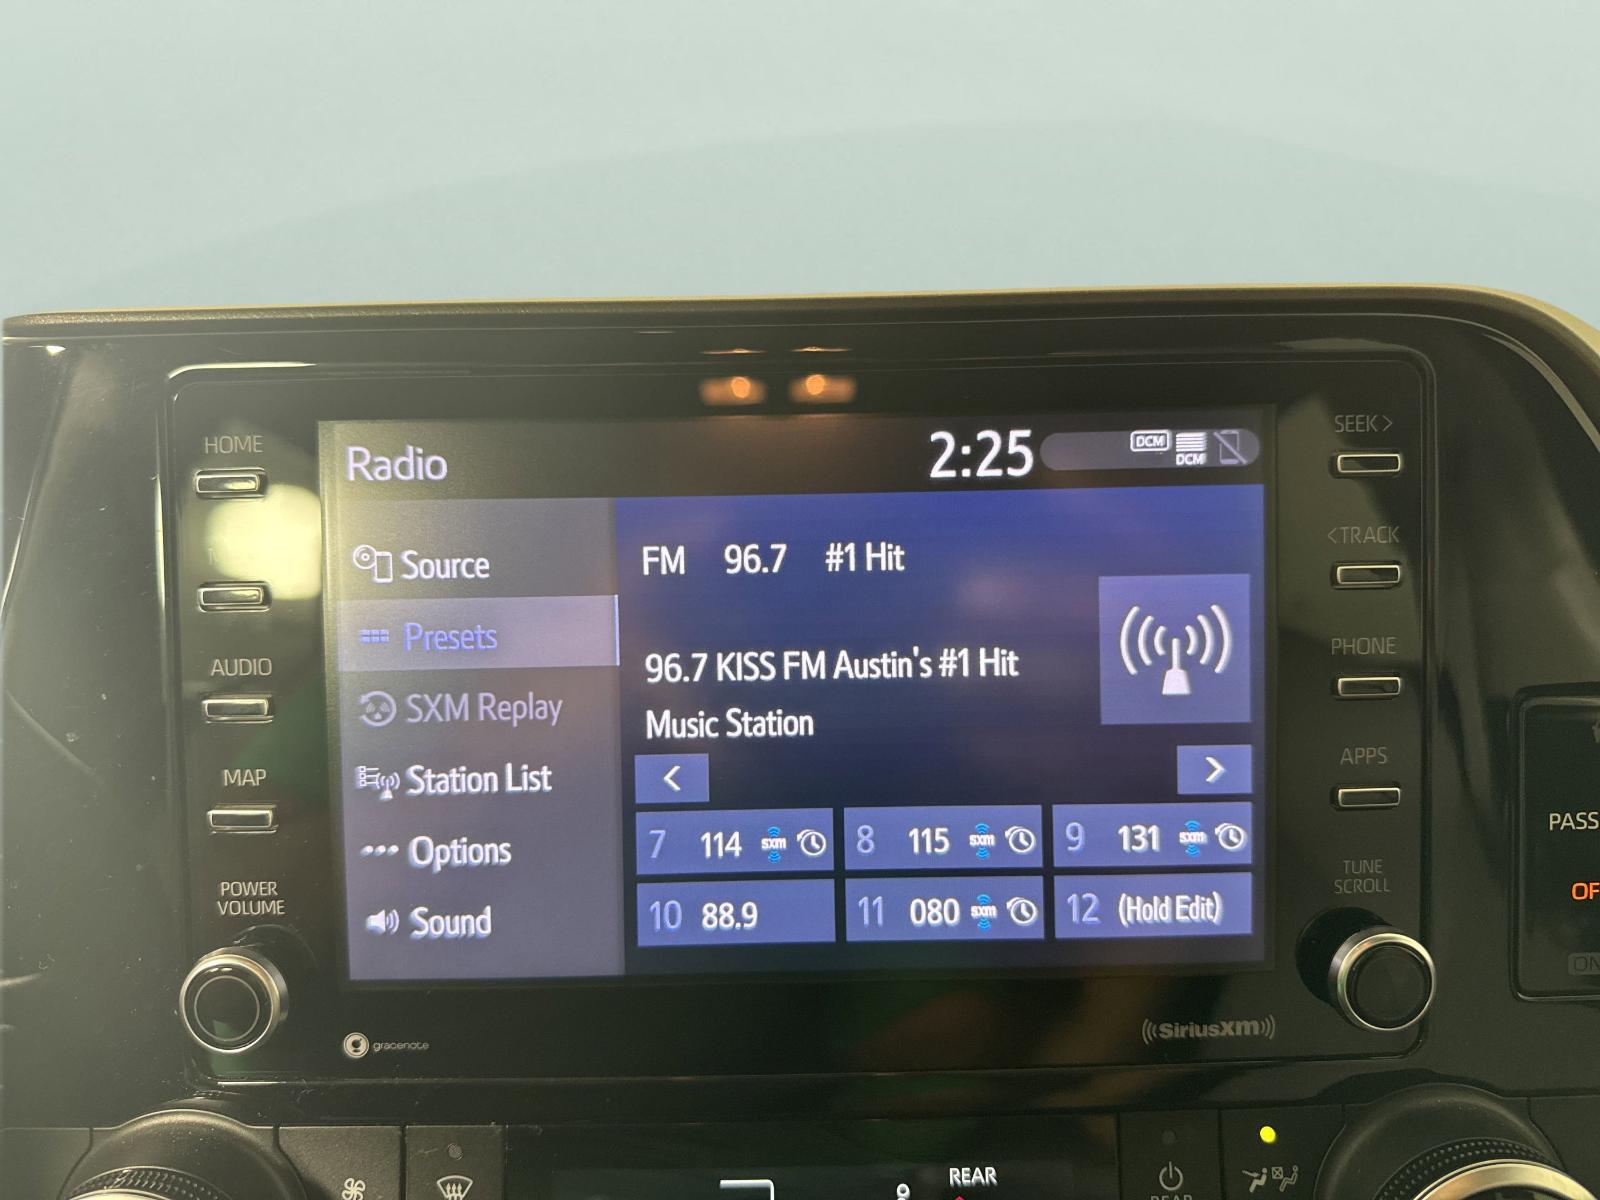 HOME
SEEK >
Radio
2:25
DCM
DCM
Source
FM 96.7 #1 Hit
<TRACK
Presets
AUDIO
96.7 KISS FM Austin's #1 Hit
PHONE
SXM Replay
Music Station
MAP
Station List
<
>
APPS
7 114 sxm
8 115 sxm
9 131 sxm
Options
PASS
POWER
VOLUME
TUNE
SCROLL
10 88.9
11 080 sxm
12 (Hold Edit)
OF
Sound
ON
gracenote
((SiriusXM))
REAR
REAR